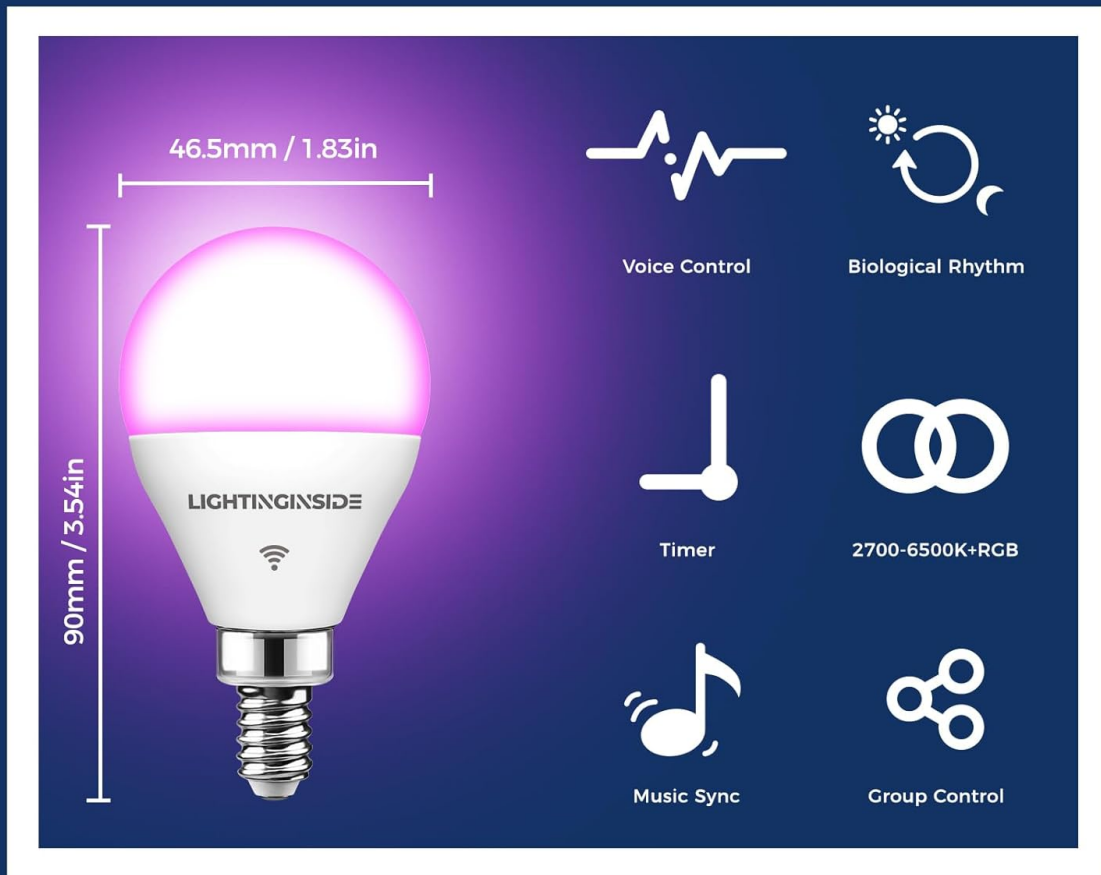 46.5mm / 1.83in
90mm / 3.54in
LIGHTINGINSIDE
Voice Control
Biological Rhythm
Timer
2700-6500K+RGB
Music Sync
Group Control